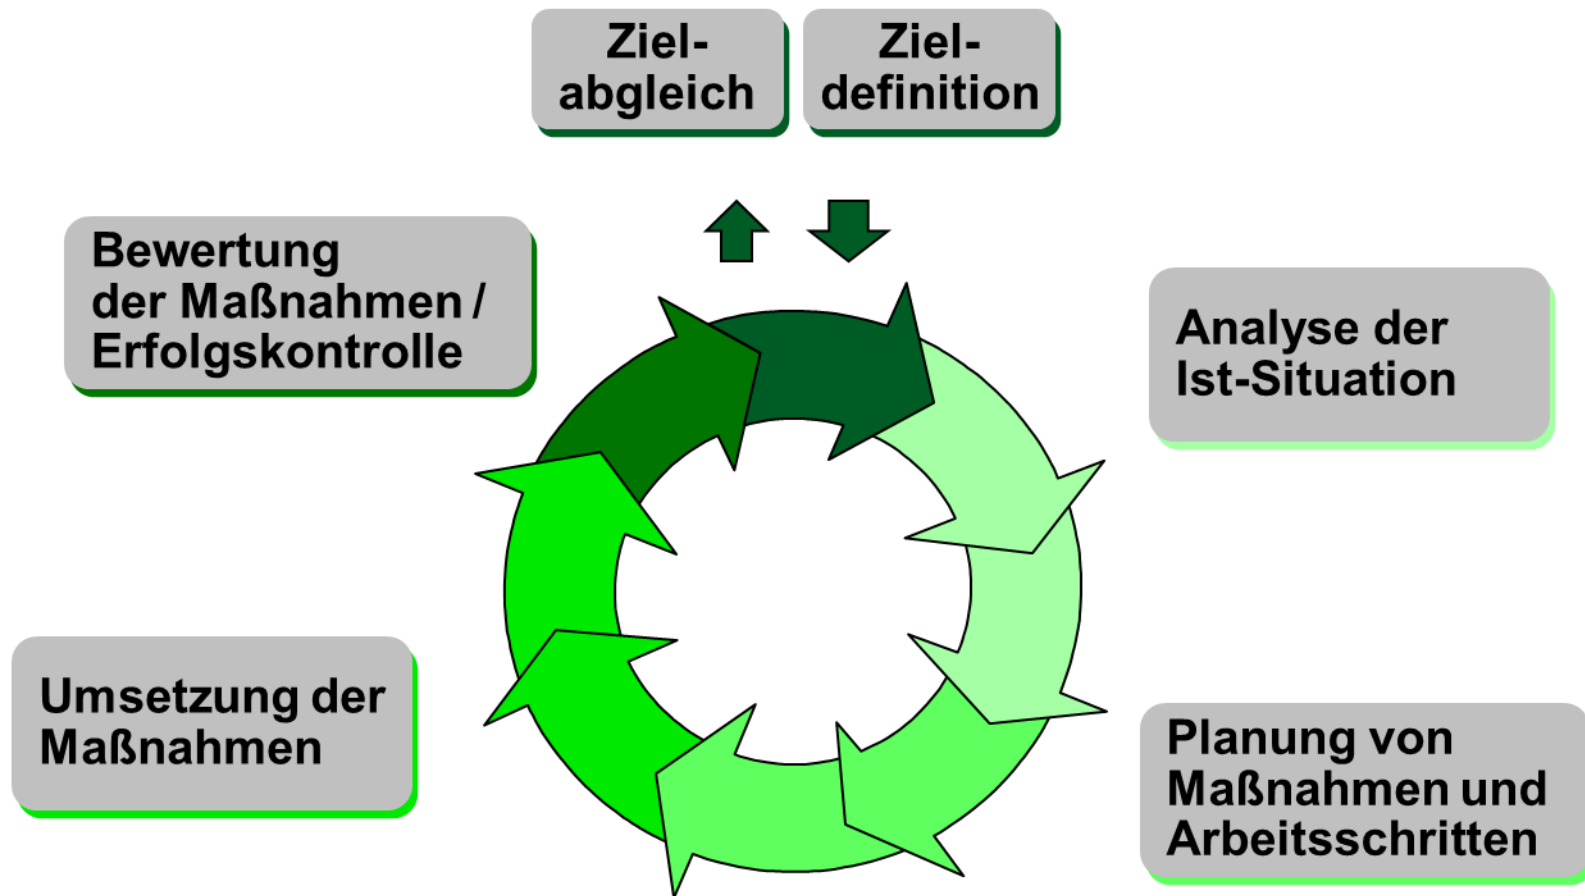 Ziel-
abgleich
Ziel-
definition
Bewertung
der Maßnahmen /
Erfolgskontrolle
Analyse der
Ist-Situation
Umsetzung der
Maßnahmen
Planung von
Maßnahmen und
Arbeitsschritten